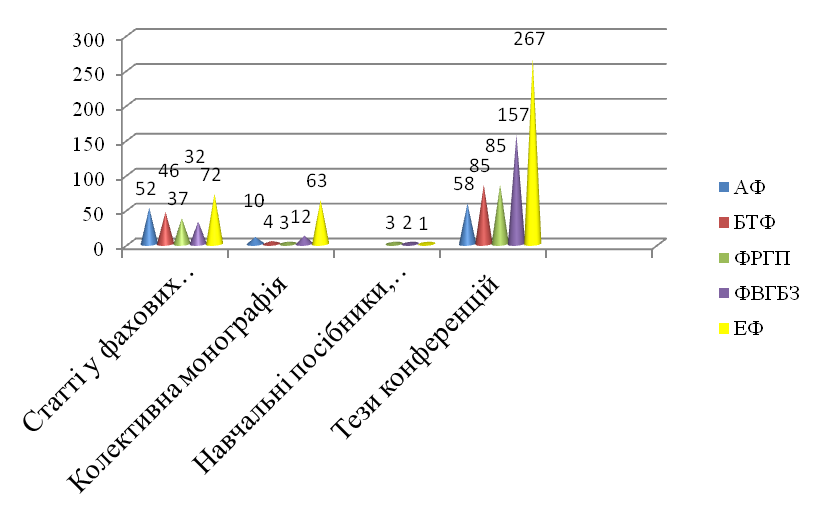 300
250
200
150
100
50
0
52
46
37
32
72
10
4
3
12
63
3
2
1
58
85
85
157
267
Статті у фахових…
Колективна монографія
Навчальні посібники,…
Тези конференцій
АФ
БТФ
ФРГП
ФВГБЗ
ЕФ